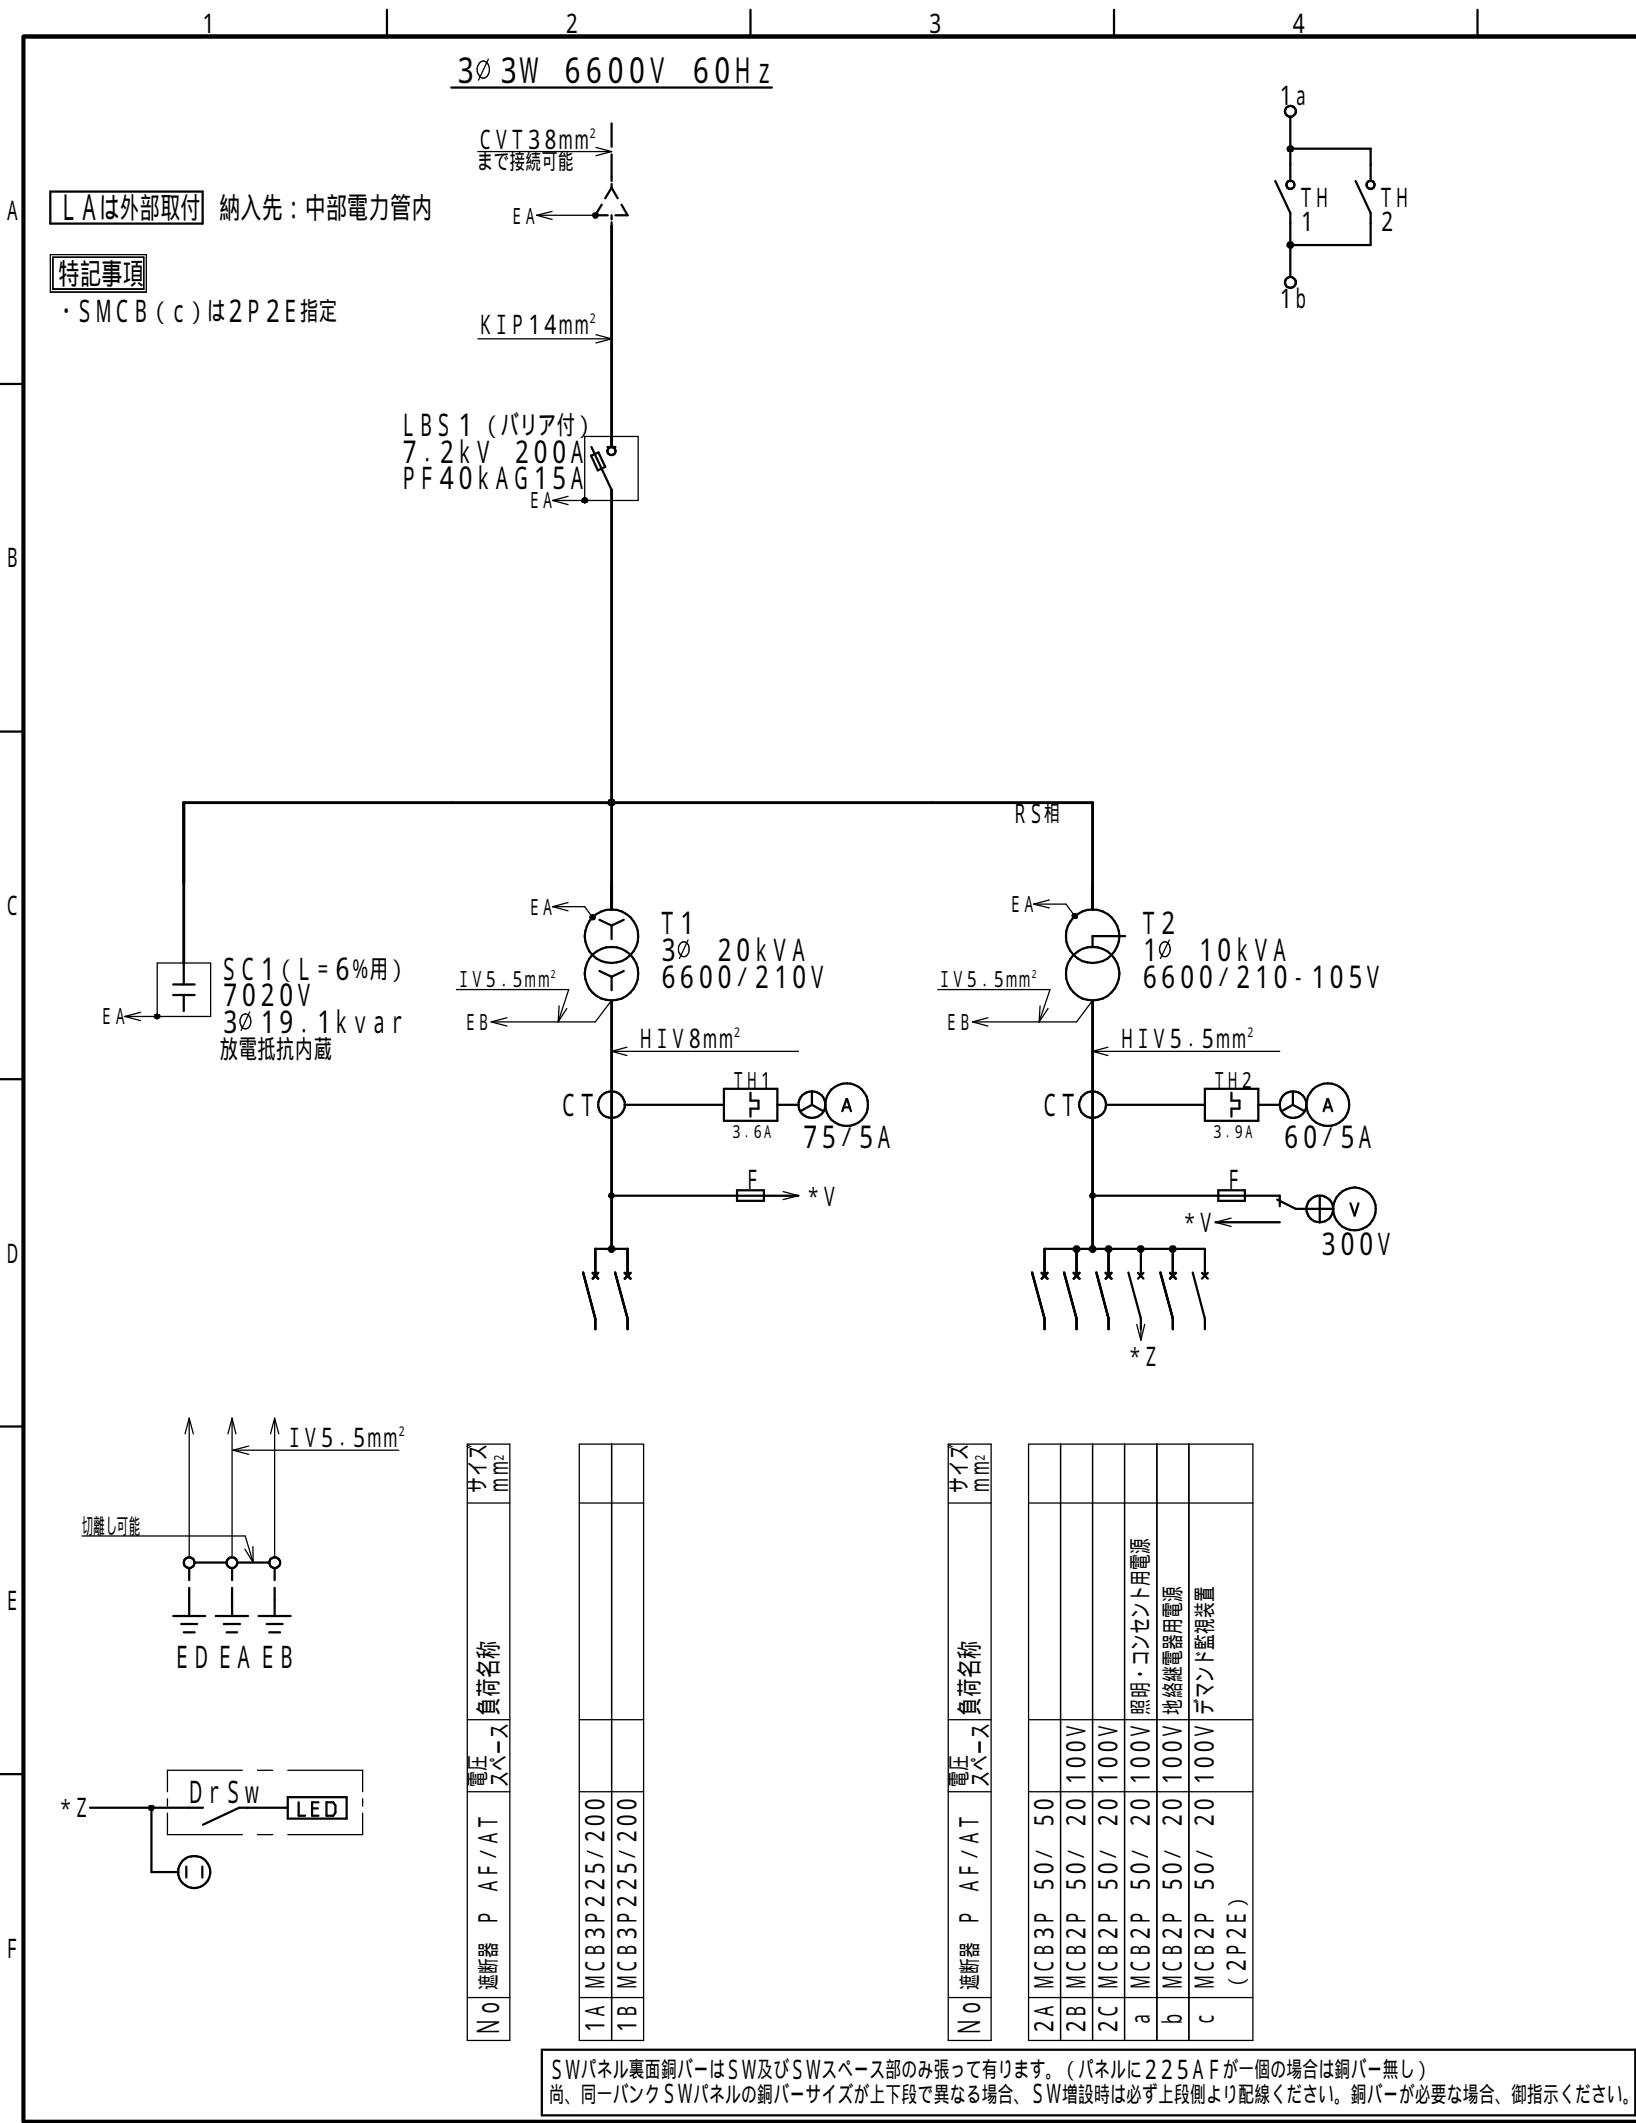 1 2 3 4
3∅3W 6600V 60Hz
1a
CVT38mm²
まで接続可能
A
LAは外部取付 納入先：中部電力管内
EA
TH
1
TH
2
特記事項
・SMCB(c)は2P2E指定
1b
KIP14mm²
LBS1(バリア付)
7.2kV 200A
PF40kAG15A
EA
B
RS相
C
EA
T1
3∅ 20kVA
6600/210V
EA
T2
1∅ 10kVA
6600/210-105V
SC1(L=6%用)
7020V
3∅19.1kvar
放電抵抗内蔵
EA
IV5.5mm²
EB
HIV8mm²
IV5.5mm²
EB
HIV5.5mm²
CT
TH1
3.6A
A
75/5A
CT
TH2
3.9A
A
60/5A
F
*V
F
V
*V
300V
D
*Z
IV5.5mm²
切離し可能
E
ED EA EB
*Z
DrSw
LED
F
No 遮断器 P AF/AT 電圧スペース 負荷名称 サイズmm²
1A MCB3P225/200
1B MCB3P225/200
No 遮断器 P AF/AT 電圧スペース 負荷名称 サイズmm²
2A MCB3P 50/ 50
2B MCB2P 50/ 20 100V
2C MCB2P 50/ 20 100V
a MCB2P 50/ 20 100V 照明・コンセント用電源
b MCB2P 50/ 20 100V 地絡継電器用電源
c MCB2P 50/ 20 100V デマンド監視装置
(2P2E)
SWパネル裏面銅バーはSW及びSWスペース部のみ張って有ります。(パネルに225AFが一個の場合は銅バー無し)
尚、同一バンクSWパネルの銅バーサイズが上下段で異なる場合、SW増設時は必ず上段側より配線ください。銅バーが必要な場合、御指示ください。